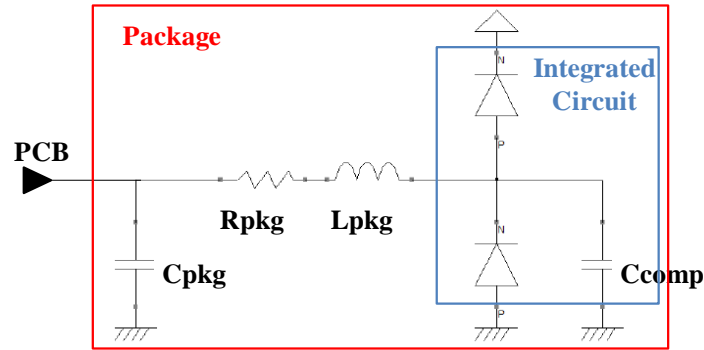 Package
N
Integrated
Circuit
P
PCB
Rpkg
Lpkg
N
Cpkg
Ccomp
P